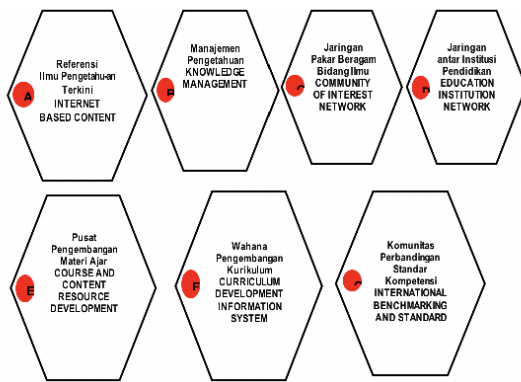 A
Referensi
Ilmu Pengetahuan
Terkini
INTERNET
BASED CONTENT
B
Manajemen
Pengetahuan
KNOWLEDGE
MANAGEMENT
C
Jaringan
Pakar Beragam
Bidang Ilmu
COMMUNITY
OF INTEREST
NETWORK
D
Jaringan
antar Institusi
Pendidikan
EDUCATION
INSTITUTION
NETWORK
E
Pusat
Pengembangan
Materi Ajar
COURSE AND
CONTENT
RESOURCE
DEVELOPMENT
F
Wahana
Pengembangan
Kurikulum
CURRICULUM
DEVELOPMENT
INFORMATION
SYSTEM
Komunitas
Perbandingan
Standar
Kompetensi
INTERNATIONAL
BENCHMARKING
AND STANDARD